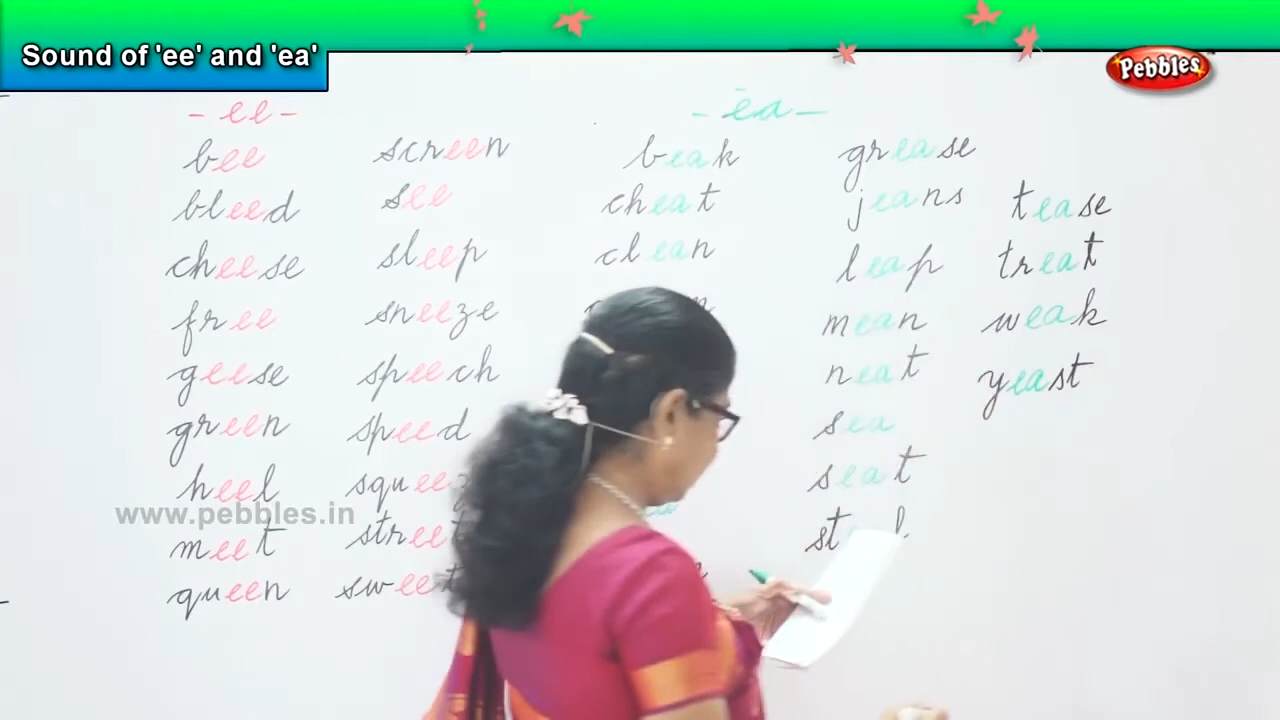 Sound of 'ee' and 'ea'
Pebbles
- ee -
bee
bleed
cheese
free
geese
green
heel
meet
queen
screen
see
sleep
sneeze
speech
speed
street
sweet
- ea -
beak
cheat
clean
grease
jeans
leap
mean
neat
sea
seat
tease
treat
weak
yeast
www.pebbles.in